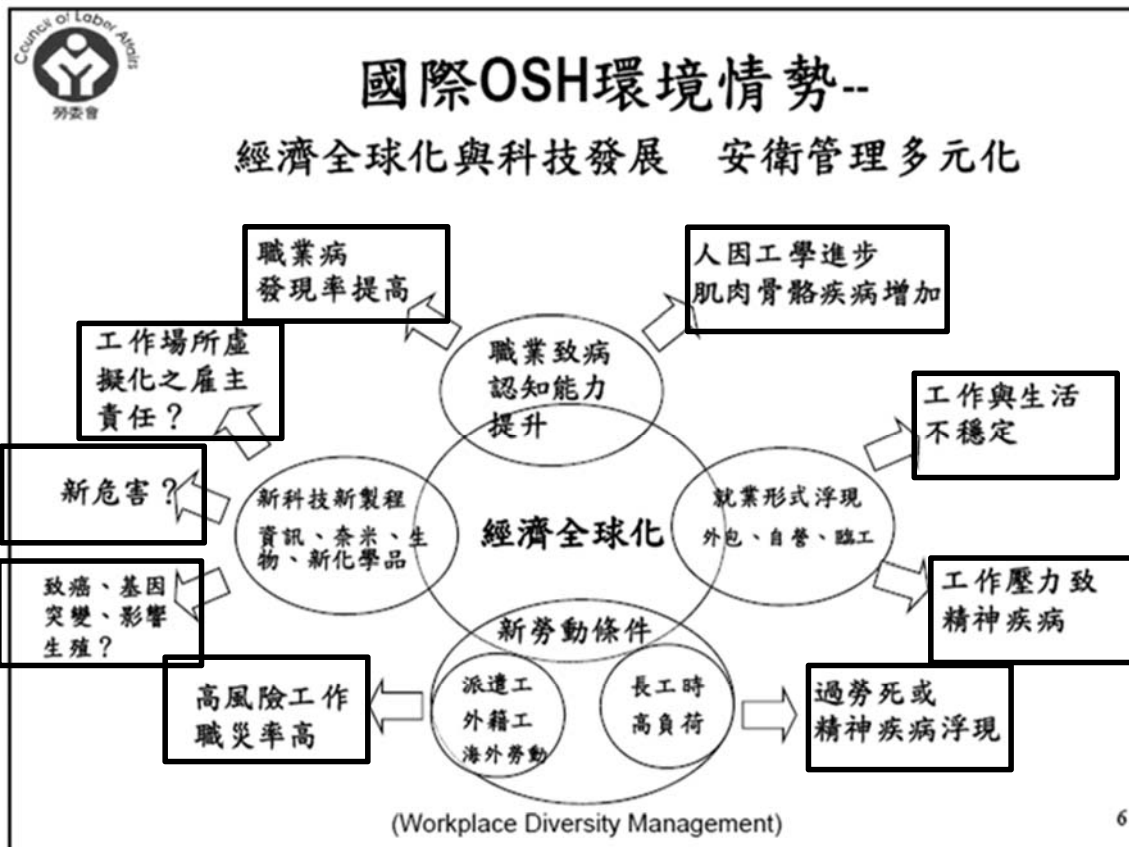 Council of Labor Affairs
勞委會
國際OSH環境情勢--
經濟全球化與科技發展　安衛管理多元化
職業病
發現率提高
人因工學進步
肌肉骨骼疾病增加
工作場所虛
擬化之雇主
責任？
職業致病
認知能力
提升
工作與生活
不穩定
新危害？
新科技新製程
資訊、奈米、生
物、新化學品
經濟全球化
就業形式浮現
外包、自營、臨工
致癌、基因
突變、影響
生殖？
工作壓力致
精神疾病
新勞動條件
高風險工作
職災率高
派遣工
外籍工
海外勞動
長工時
高負荷
過勞死或
精神疾病浮現
(Workplace Diversity Management)
6